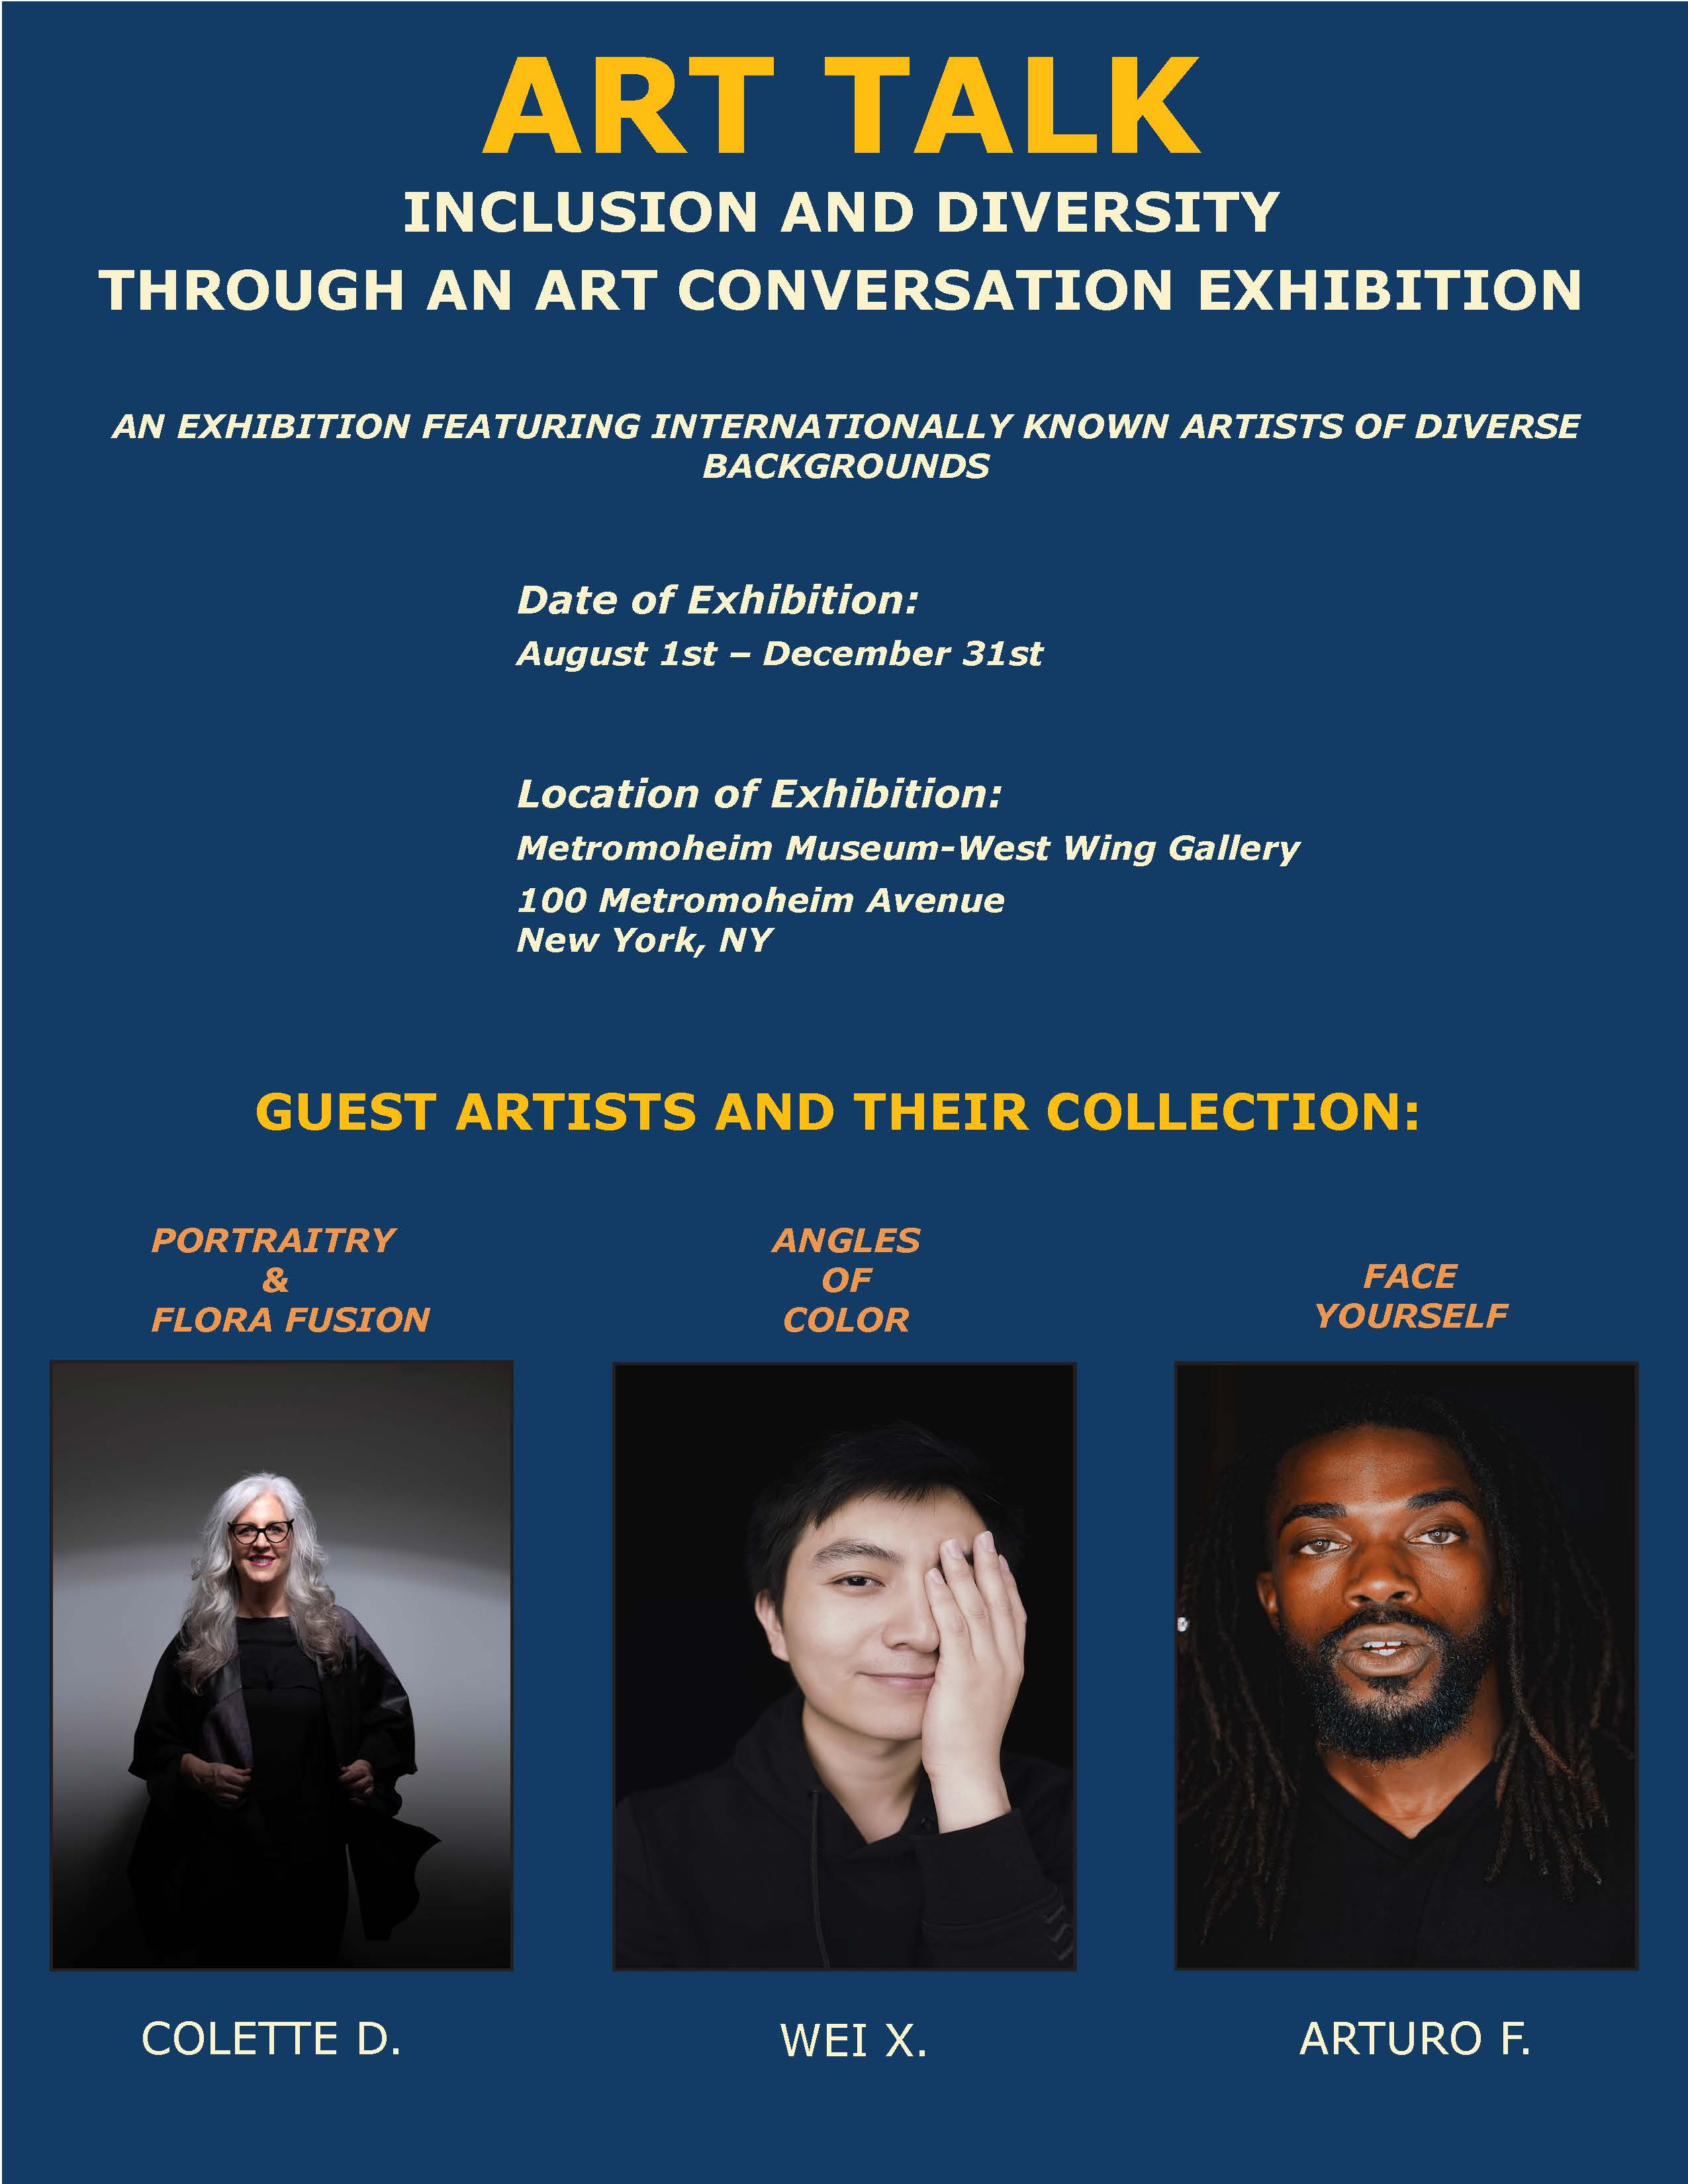 ART TALK
INCLUSION AND DIVERSITY
THROUGH AN ART CONVERSATION EXHIBITION
AN EXHIBITION FEATURING INTERNATIONALLY KNOWN ARTISTS OF DIVERSE
BACKGROUNDS
Date of Exhibition:
August 1st – December 31st
Location of Exhibition:
Metromoheim Museum-West Wing Gallery
100 Metromoheim Avenue
New York, NY
GUEST ARTISTS AND THEIR COLLECTION:
PORTRAITRY
&
FLORA FUSION
ANGLES
OF
COLOR
FACE
YOURSELF
COLETTE D.
WEI X.
ARTURO F.